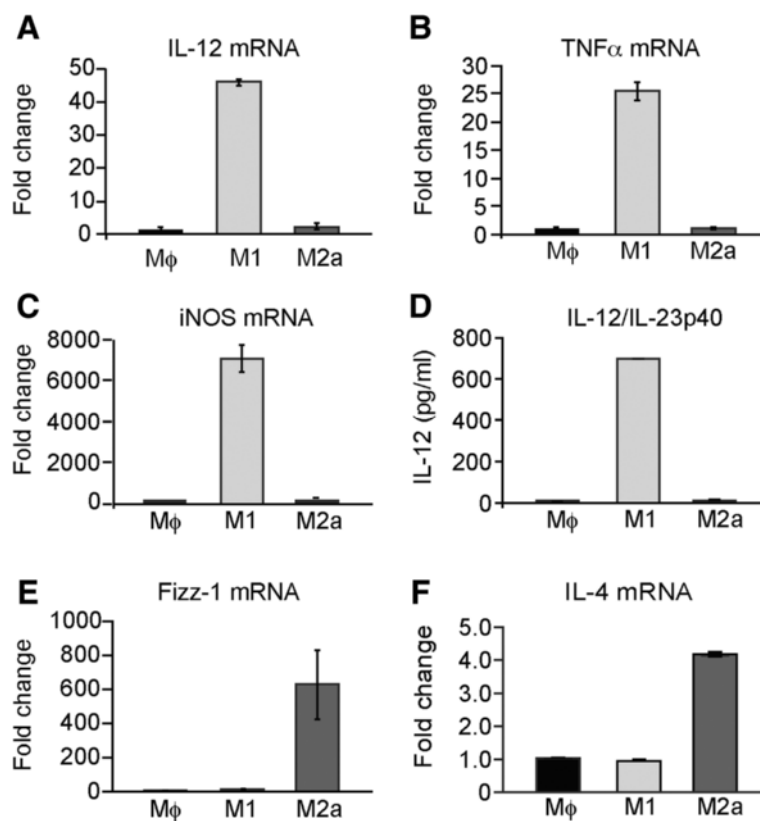 A
IL-12 mRNA
Fold change
50
40
30
20
10
0
Mϕ M1 M2a
B
TNFα mRNA
Fold change
30
25
20
15
10
5
0
Mϕ M1 M2a
C
iNOS mRNA
Fold change
8000
6000
4000
2000
0
Mϕ M1 M2a
D
IL-12/IL-23p40
IL-12 (pg/ml)
800
600
400
200
0
Mϕ M1 M2a
E
Fizz-1 mRNA
Fold change
1000
800
600
400
200
0
Mϕ M1 M2a
F
IL-4 mRNA
Fold change
5.0
4.0
3.0
2.0
1.0
0
Mϕ M1 M2a